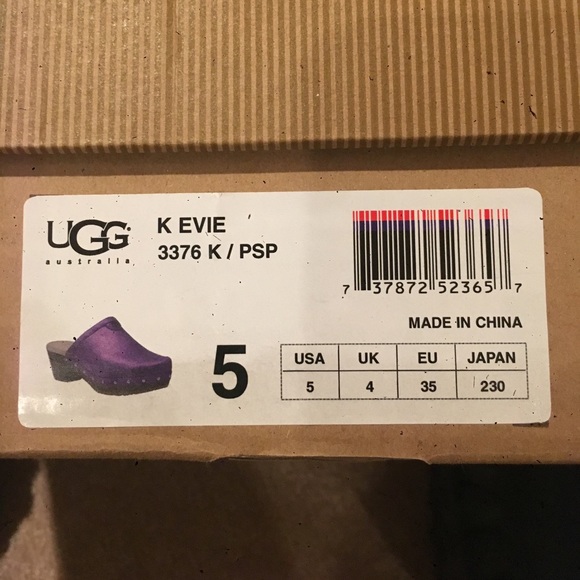 UGG
australia
K EVIE
3376 K / PSP
7 37872 52365 7
MADE IN CHINA
5
USA UK EU JAPAN
5 4 35 230